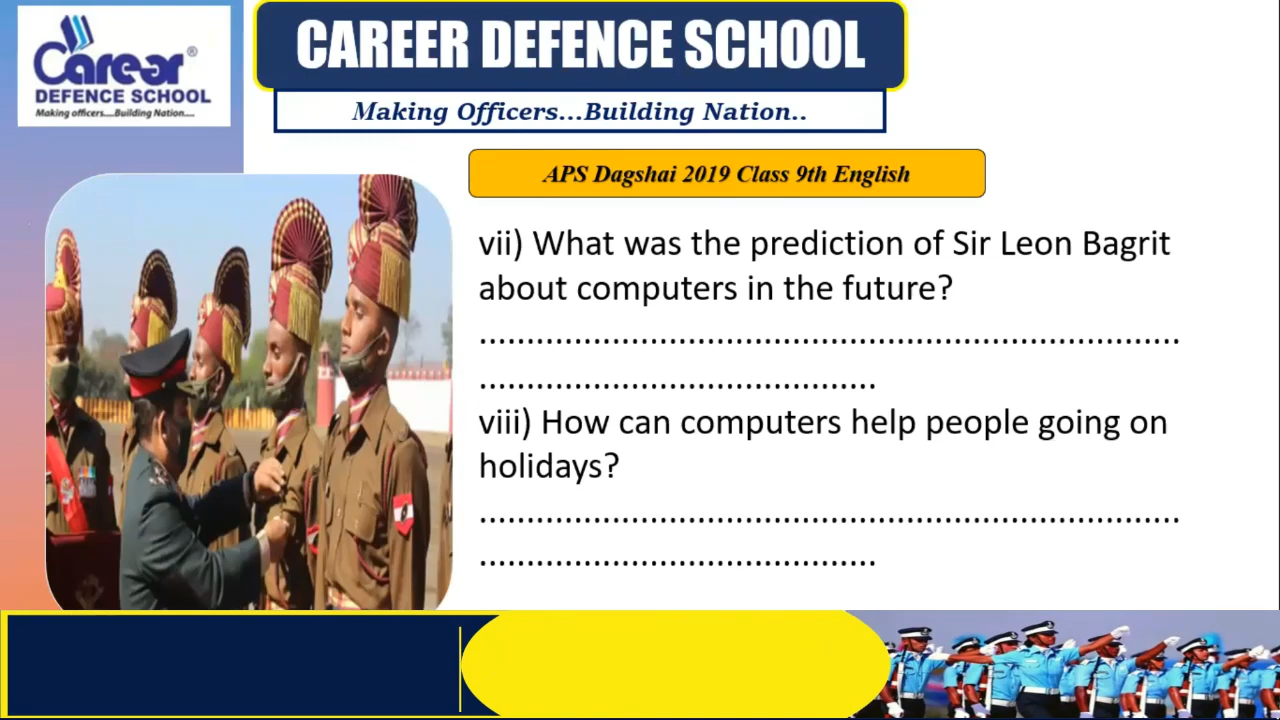 Career®
DEFENCE SCHOOL
Making officers....Building Nation....
CAREER DEFENCE SCHOOL
Making Officers...Building Nation..
APS Dagshai 2019 Class 9th English
vii) What was the prediction of Sir Leon Bagrit
about computers in the future?
..........................................................................
..........................................
viii) How can computers help people going on
holidays?
..........................................................................
..........................................